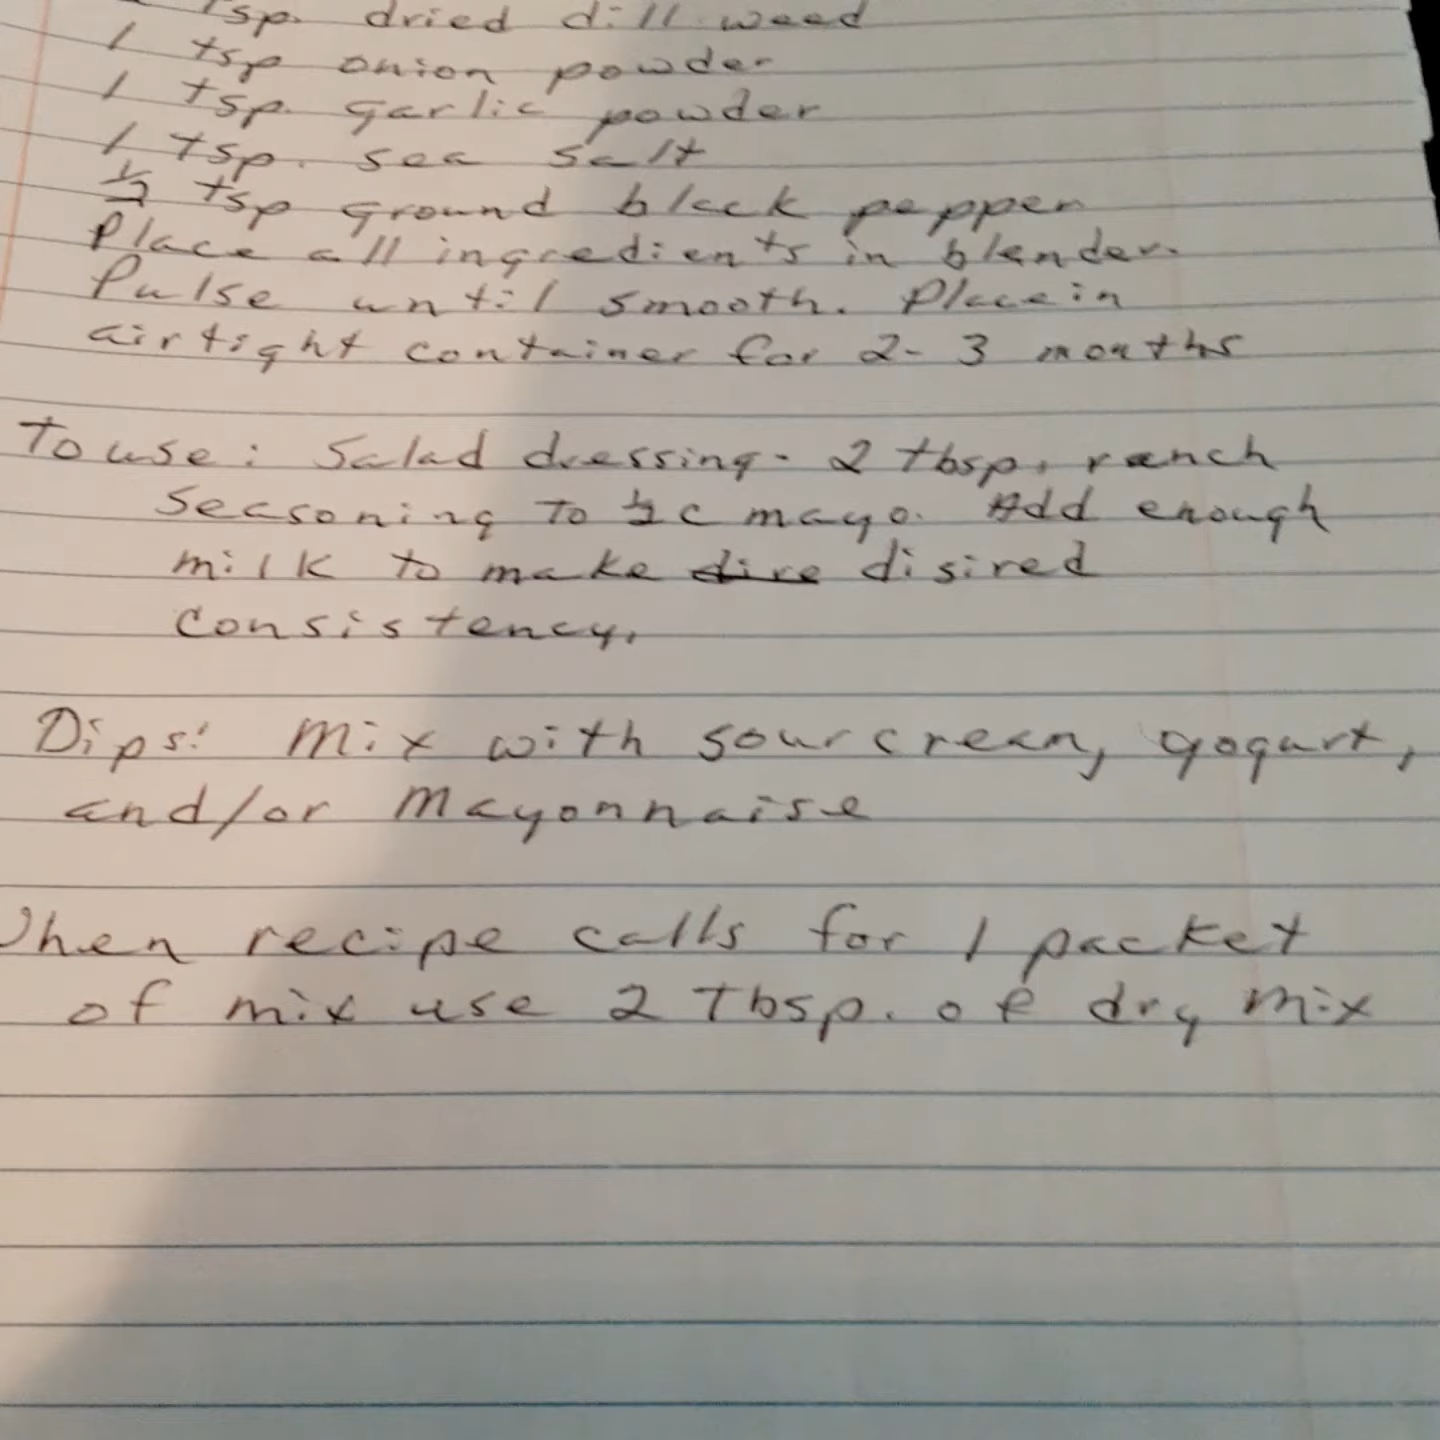 tsp. dried dill weed
1 tsp onion powder
1 tsp. garlic powder
1 tsp. sea salt
1/2 tsp ground black pepper
Place all ingredients in blender.
Pulse until smooth. Place in
airtight container for 2-3 months
To use: Salad dressing - 2 tbsp. ranch
seasoning to 1/2 c mayo. Add enough
milk to make dire disired
consistency.
Dips: Mix with sour cream, yogurt,
and/or Mayonnaise
When recipe calls for 1 packet
of mix use 2 Tbsp. of dry mix